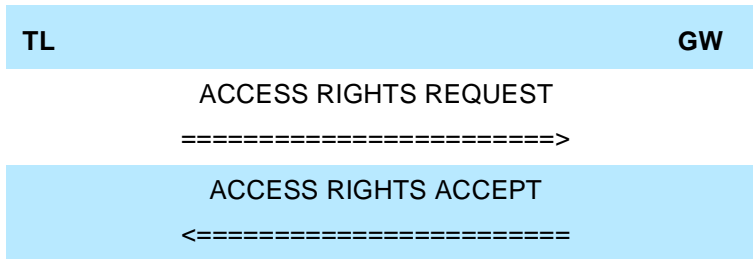 TL GW
ACCESS RIGHTS REQUEST
========================>
ACCESS RIGHTS ACCEPT
<========================